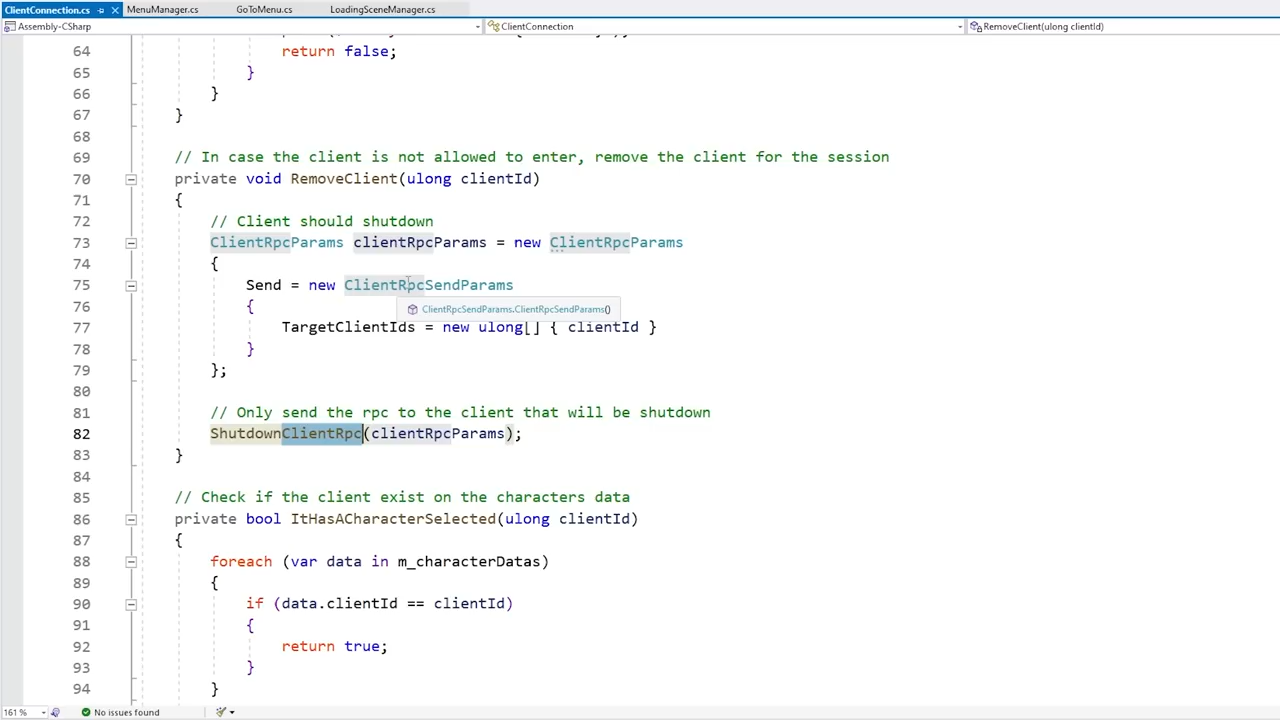 ClientConnection.cs MenuManager.cs GoToMenu.cs LoadingSceneManager.cs
Assembly-CSharp ClientConnection RemoveClient(ulong clientId)
64 return false;
65 }
66 }
67 }
68
69 // In case the client is not allowed to enter, remove the client for the session
70 private void RemoveClient(ulong clientId)
71 {
72 // Client should shutdown
73 ClientRpcParams clientRpcParams = new ClientRpcParams
74 {
75 Send = new ClientRpcSendParams
76 {
ClientRpcSendParams.ClientRpcSendParams()
77 TargetClientIds = new ulong[] { clientId }
78 }
79 };
80
81 // Only send the rpc to the client that will be shutdown
82 ShutdownClientRpc(clientRpcParams);
83 }
84
85 // Check if the client exist on the characters data
86 private bool ItHasACharacterSelected(ulong clientId)
87 {
88 foreach (var data in m_characterDatas)
89 {
90 if (data.clientId == clientId)
91 {
92 return true;
93 }
94 }
161 % No issues found